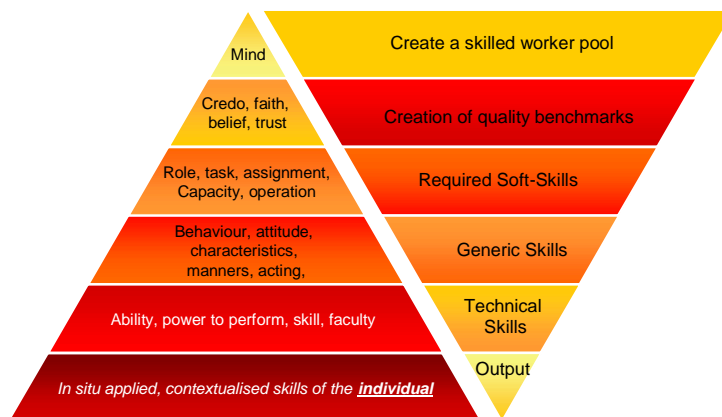 Mind
Credo, faith,
belief, trust
Role, task, assignment,
Capacity, operation
Behaviour, attitude,
characteristics,
manners, acting,
Ability, power to perform, skill, faculty
In situ applied, contextualised skills of the individual
Create a skilled worker pool
Creation of quality benchmarks
Required Soft-Skills
Generic Skills
Technical
Skills
Output